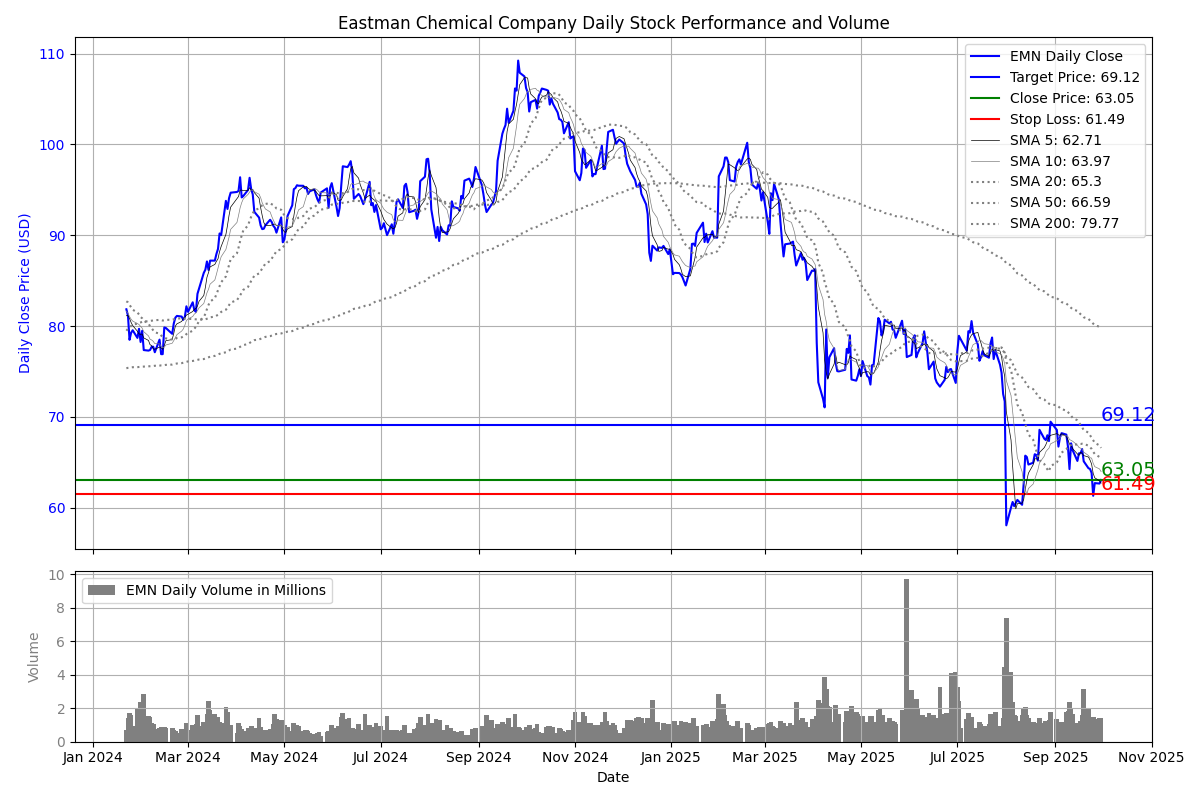 Eastman Chemical Company Daily Stock Performance and Volume
Daily Close Price (USD)
110
100
90
80
70
60
EMN Daily Close
Target Price: 69.12
Close Price: 63.05
Stop Loss: 61.49
SMA 5: 62.71
SMA 10: 63.97
SMA 20: 65.3
SMA 50: 66.59
SMA 200: 79.77
69.12
63.05
61.49
Volume
10
8
6
4
2
0
EMN Daily Volume in Millions
Jan 2024
Mar 2024
May 2024
Jul 2024
Sep 2024
Nov 2024
Jan 2025
Mar 2025
May 2025
Jul 2025
Sep 2025
Nov 2025
Date